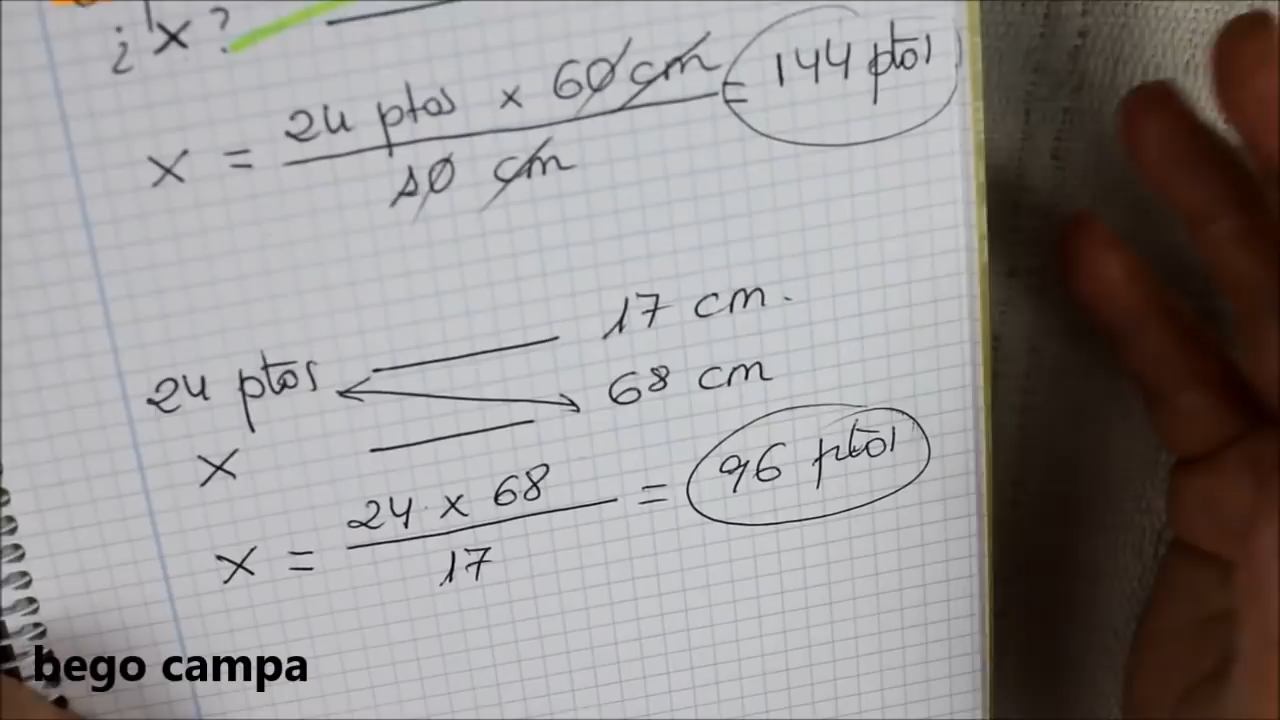 ¿x?
24 ptos x 60 cm
x = = 144 ptos
10 cm
24 ptos 17 cm.
x 68 cm
x = 24 x 68 = 96 ptos
17
bego campa